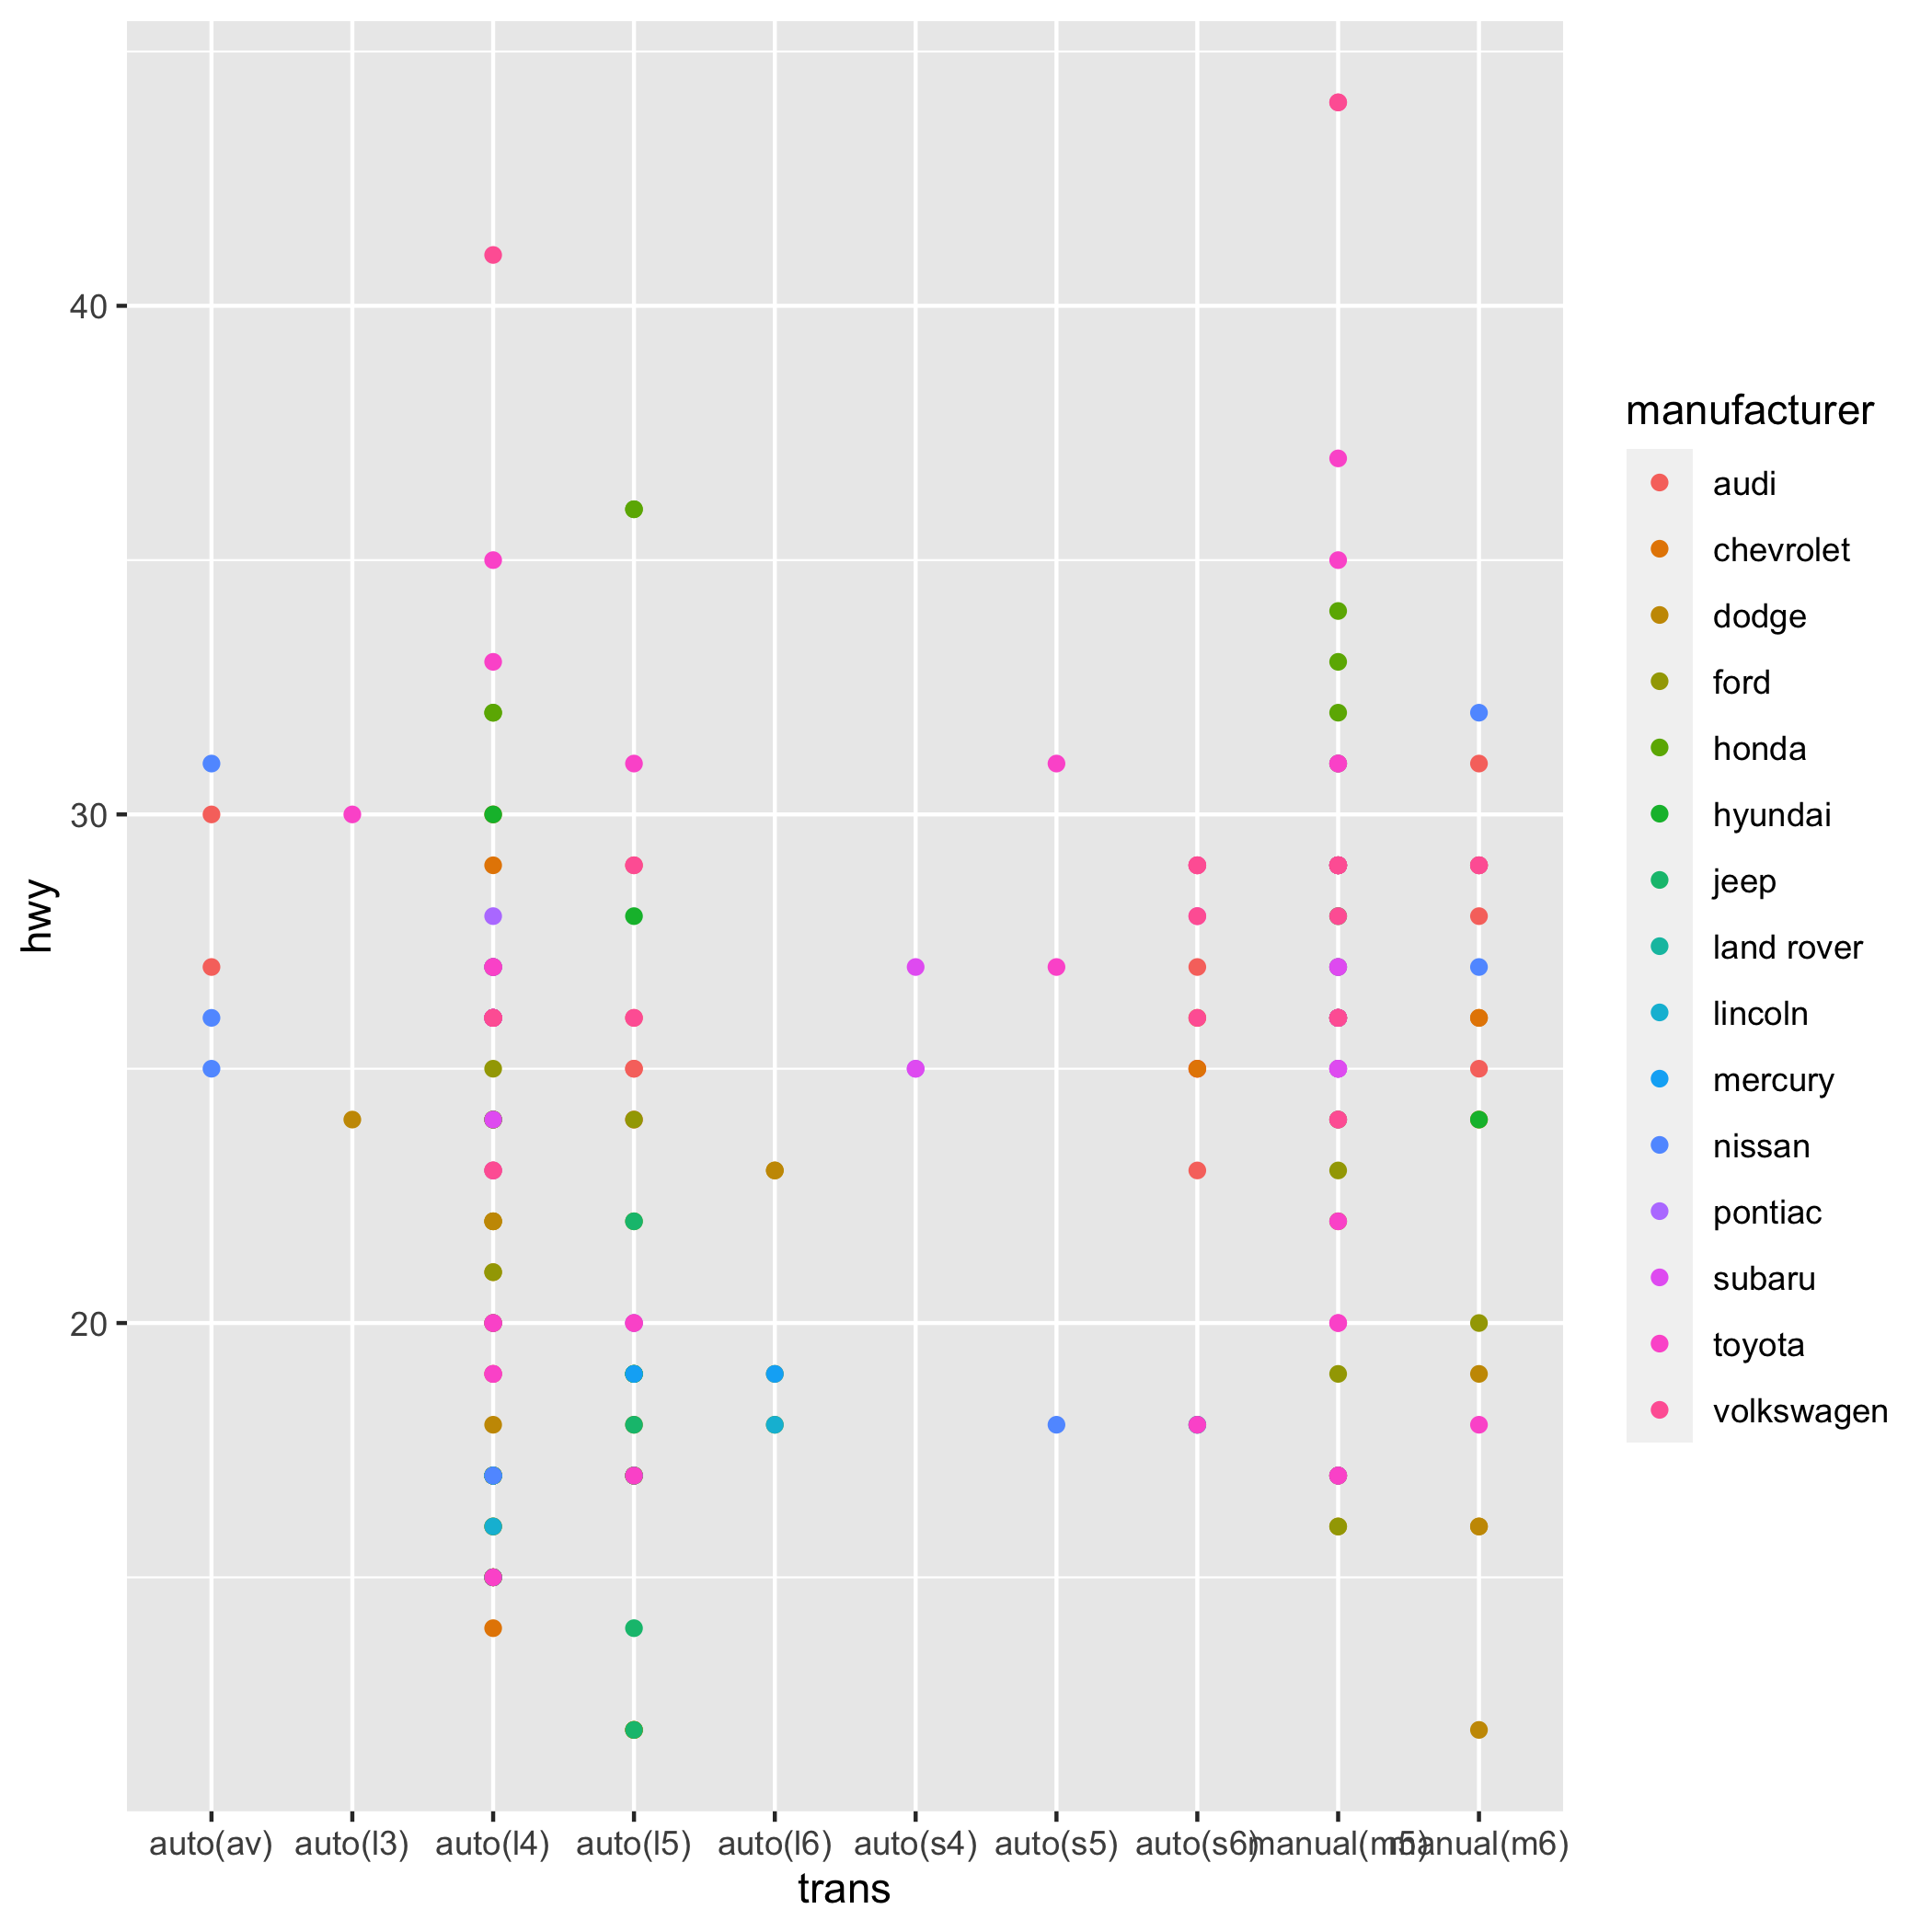 40
30
20
hwy
auto(av) auto(l3) auto(l4) auto(l5) auto(l6) auto(s4) auto(s5) auto(s6) manual(m5) manual(m6)
trans
manufacturer
audi
chevrolet
dodge
ford
honda
hyundai
jeep
land rover
lincoln
mercury
nissan
pontiac
subaru
toyota
volkswagen